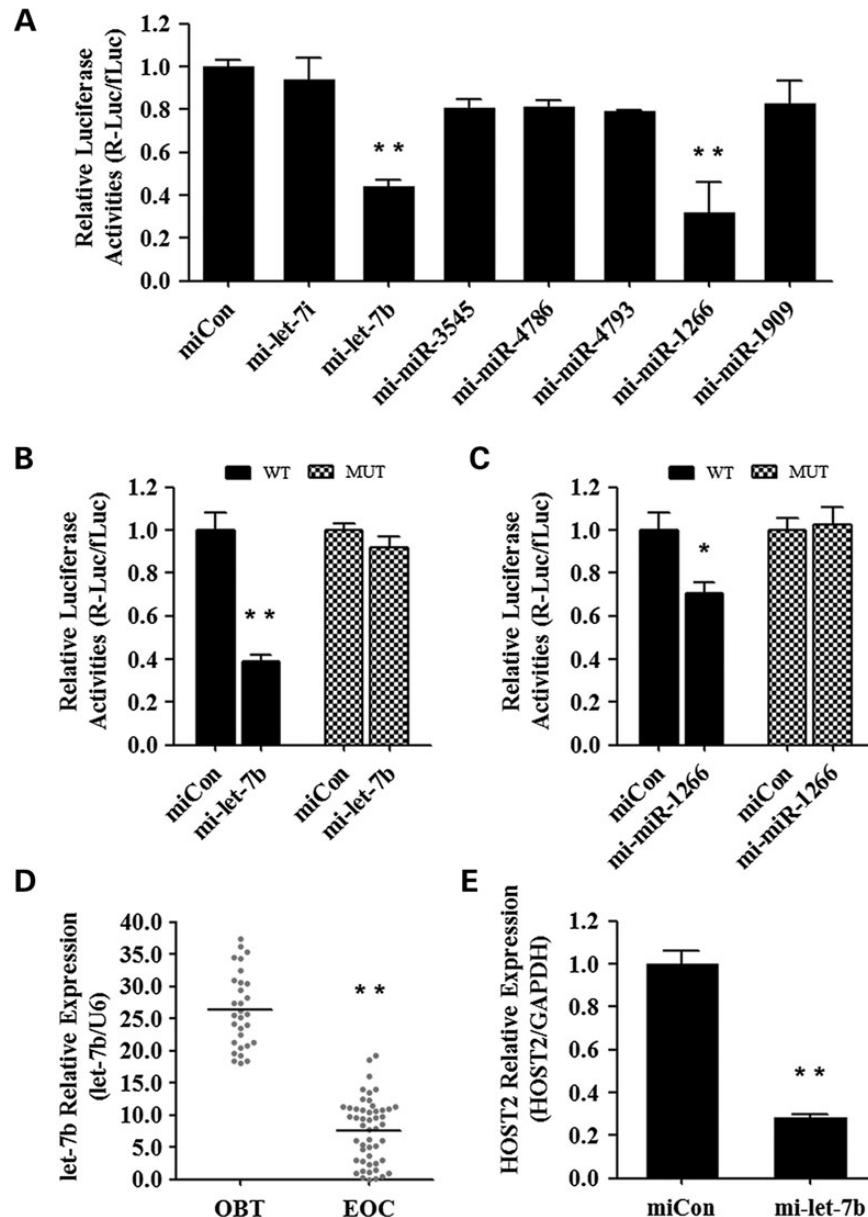 A
Relative Luciferase
Activities (R-Luc/fLuc)
1.2
1.0
0.8
0.6
0.4
0.2
0.0
* *
* *
miCon
mi-let-7i
mi-let-7b
mi-miR-3545
mi-miR-4786
mi-miR-4793
mi-miR-1266
mi-miR-1909
B
WT
MUT
Relative Luciferase
Activities (R-Luc/fLuc)
1.2
1.0
0.8
0.6
0.4
0.2
0.0
* *
miCon
mi-let-7b
miCon
mi-let-7b
C
WT
MUT
Relative Luciferase
Activities (R-Luc/fLuc)
1.2
1.0
0.8
0.6
0.4
0.2
0.0
*
miCon
mi-miR-1266
miCon
mi-miR-1266
D
let-7b Relative Expression
(let-7b/U6)
40.0
35.0
30.0
25.0
20.0
15.0
10.0
5.0
0.0
* *
OBT
EOC
E
HOST2 Relative Expression
(HOST2/GAPDH)
1.2
1.0
0.8
0.6
0.4
0.2
0.0
* *
miCon
mi-let-7b